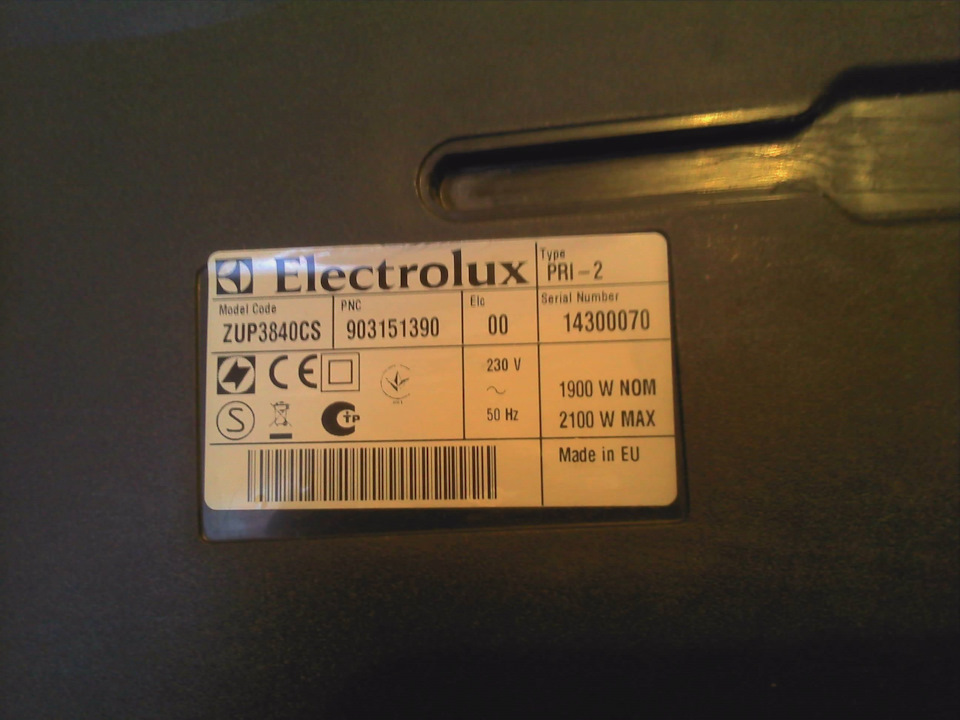 Electrolux
Type
PRI-2
Model Code
ZUP3840CS
PNC
903151390
Elc
00
Serial Number
14300070
CE
230 V
~
50 Hz
1900 W NOM
2100 W MAX
S
Made in EU